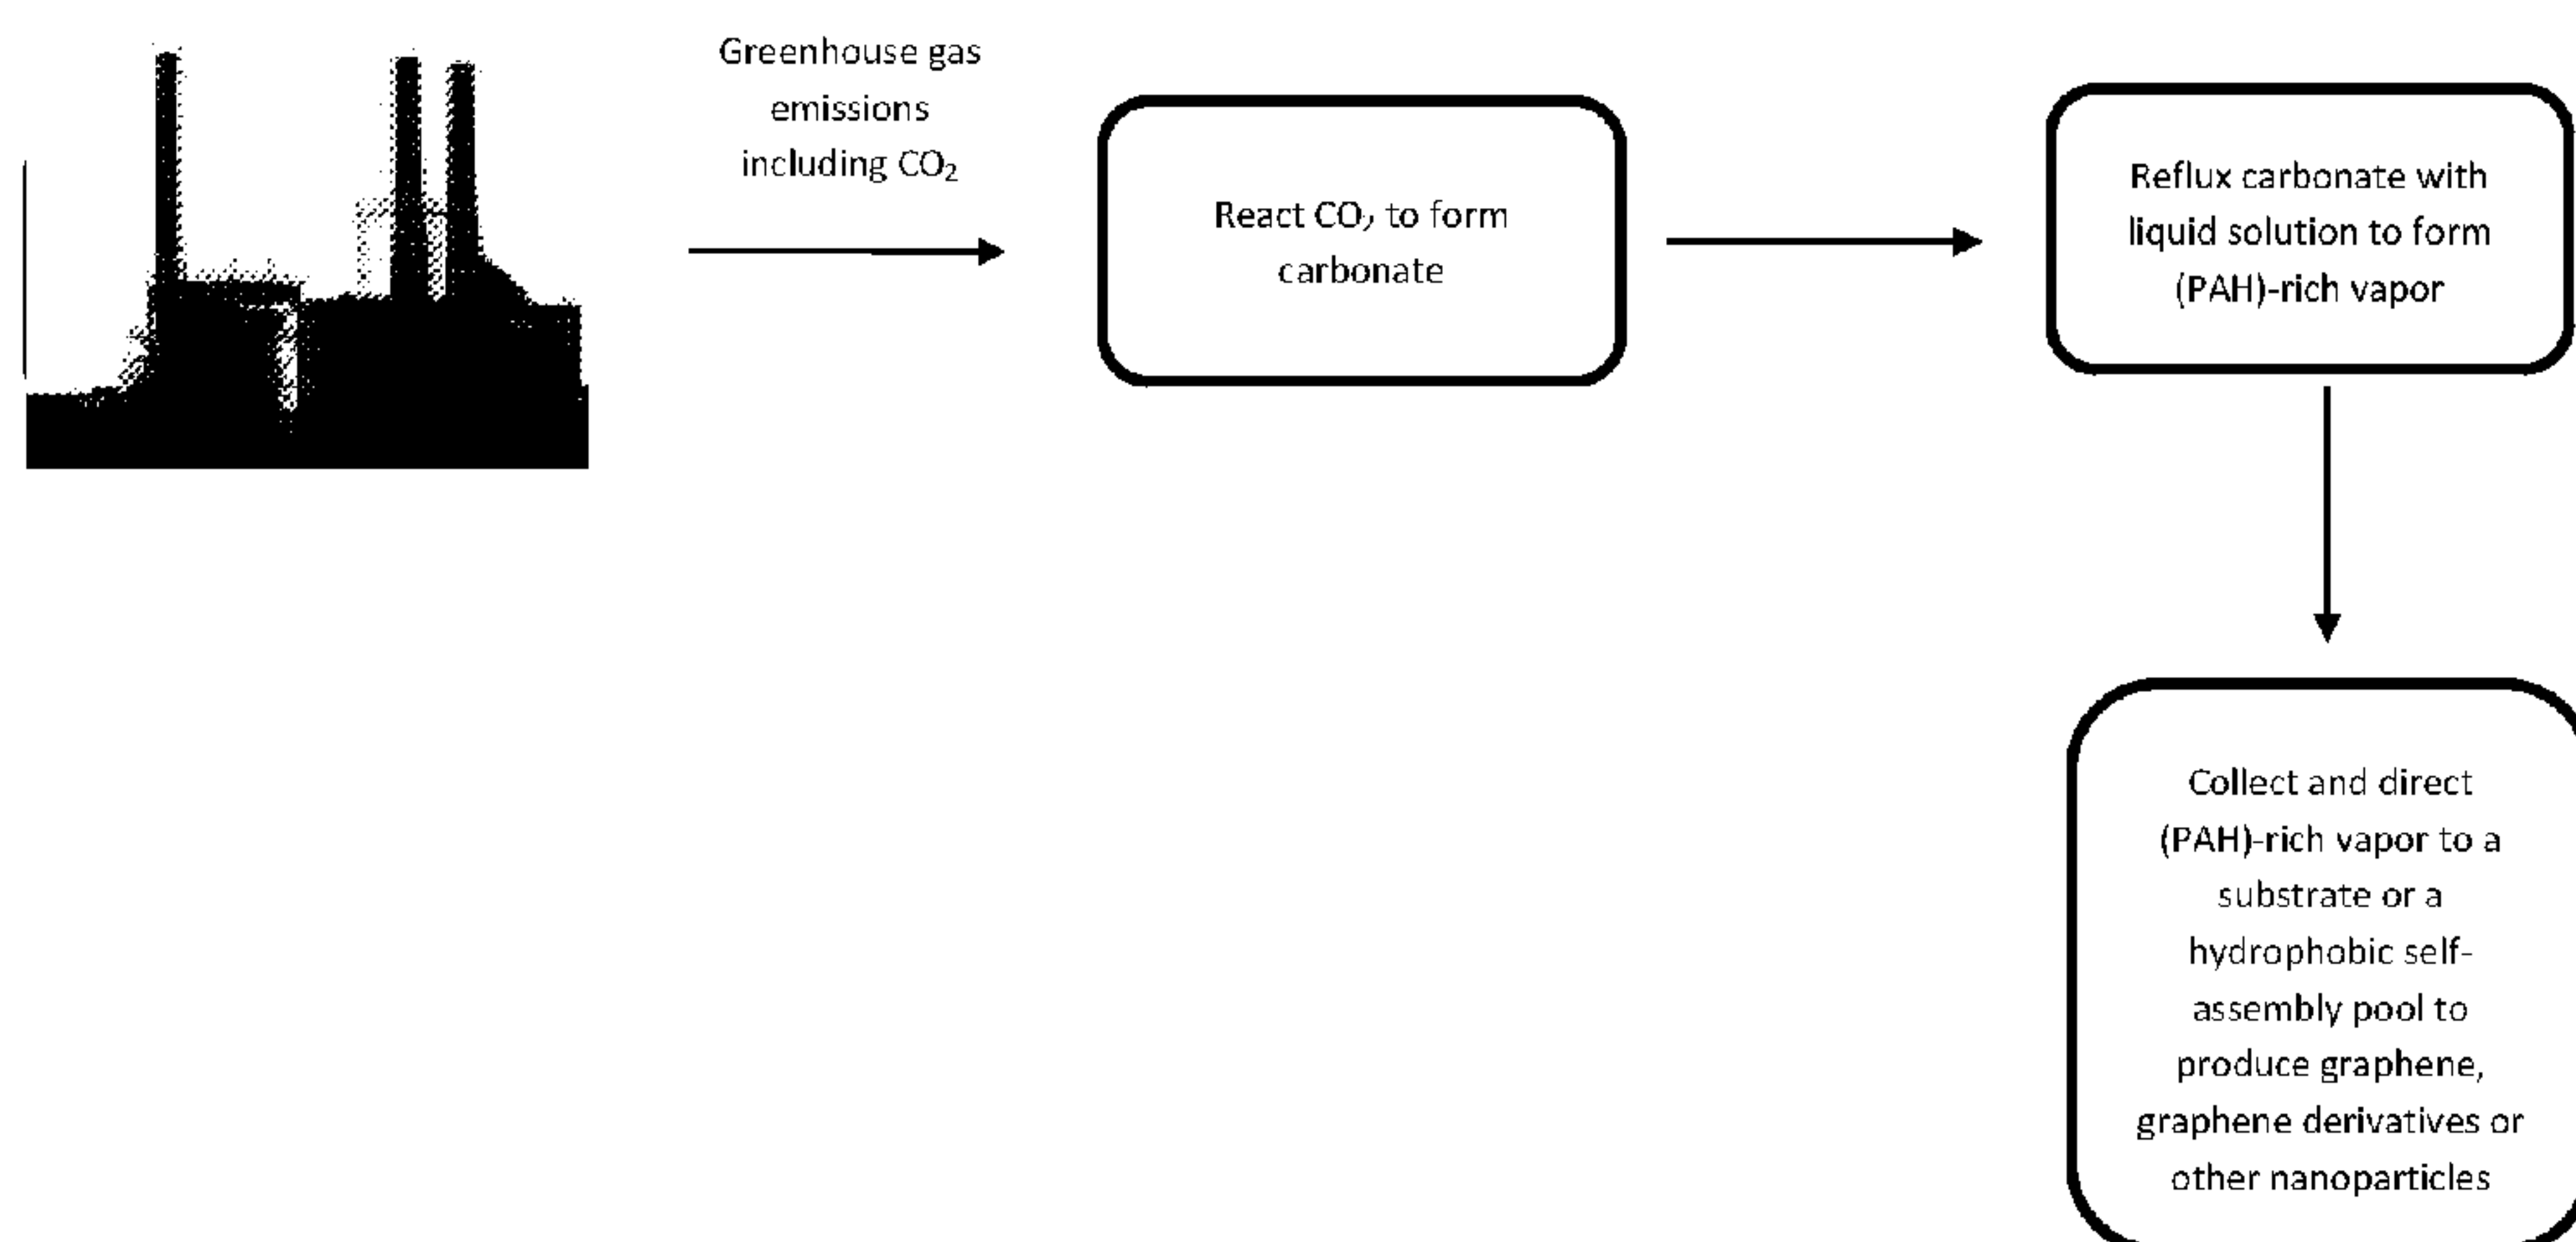 Greenhouse gas
emissions
including CO₂
React CO₂ to form
carbonate
Reflux carbonate with
liquid solution to form
(PAH)-rich vapor
Collect and direct
(PAH)-rich vapor to a
substrate or a
hydrophobic self-
assembly pool to
produce graphene,
graphene derivatives or
other nanoparticles